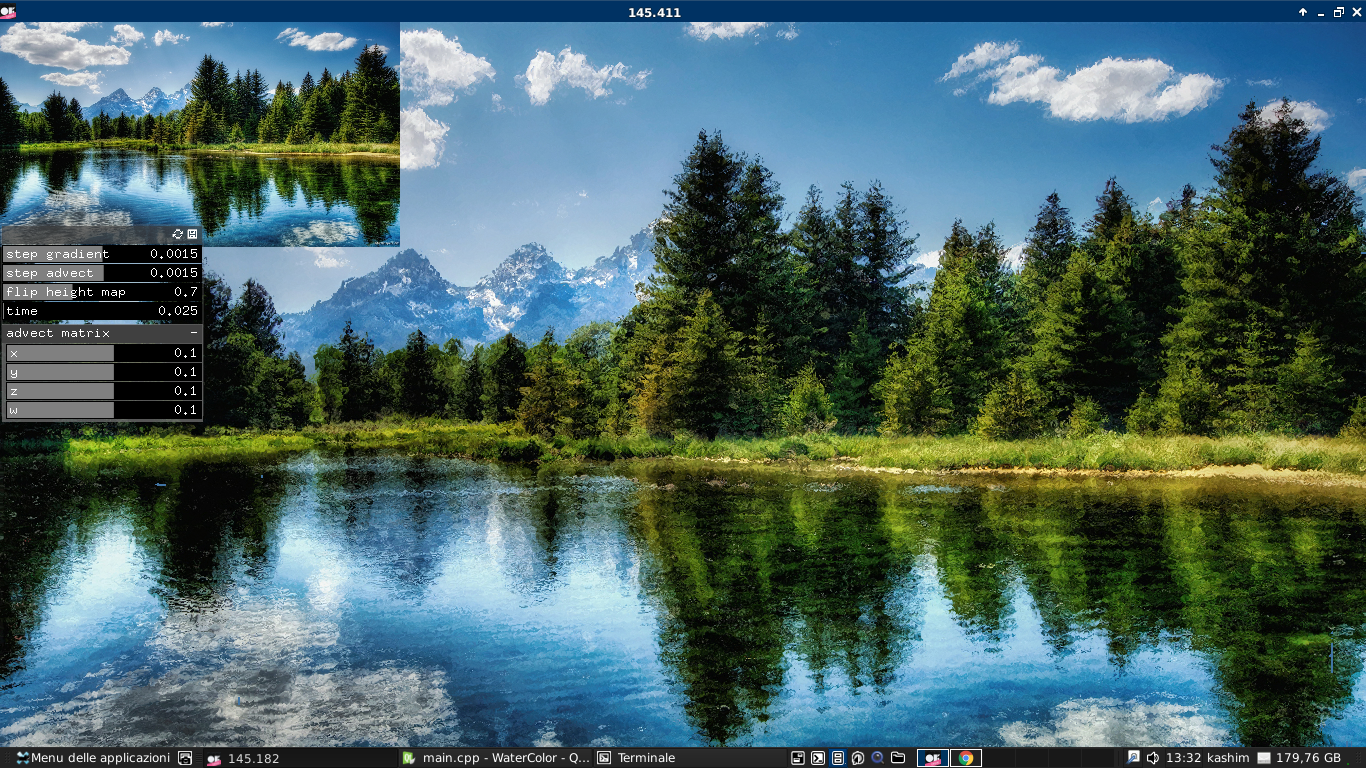 145.411
step gradient 0.0015
step advect 0.0015
flip height map 0.7
time 0.025
advect matrix -
x 0.1
y 0.1
z 0.1
w 0.1
Menu delle applicazioni 145.182 main.cpp - WaterColor - Q... Terminale 13:32 kashim 179,76 GB